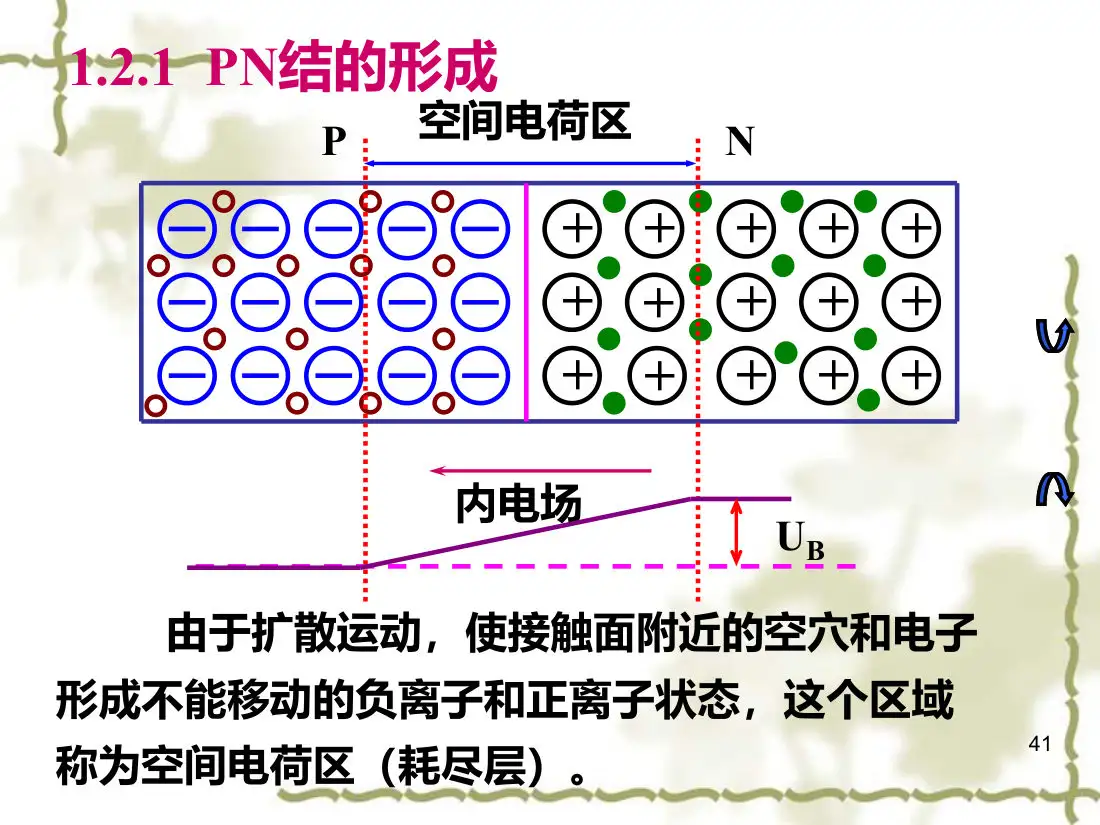 1.2.1 PN结的形成
空间电荷区
P
N
内电场
UB
由于扩散运动，使接触面附近的空穴和电子
形成不能移动的负离子和正离子状态，这个区域
称为空间电荷区（耗尽层）。
41